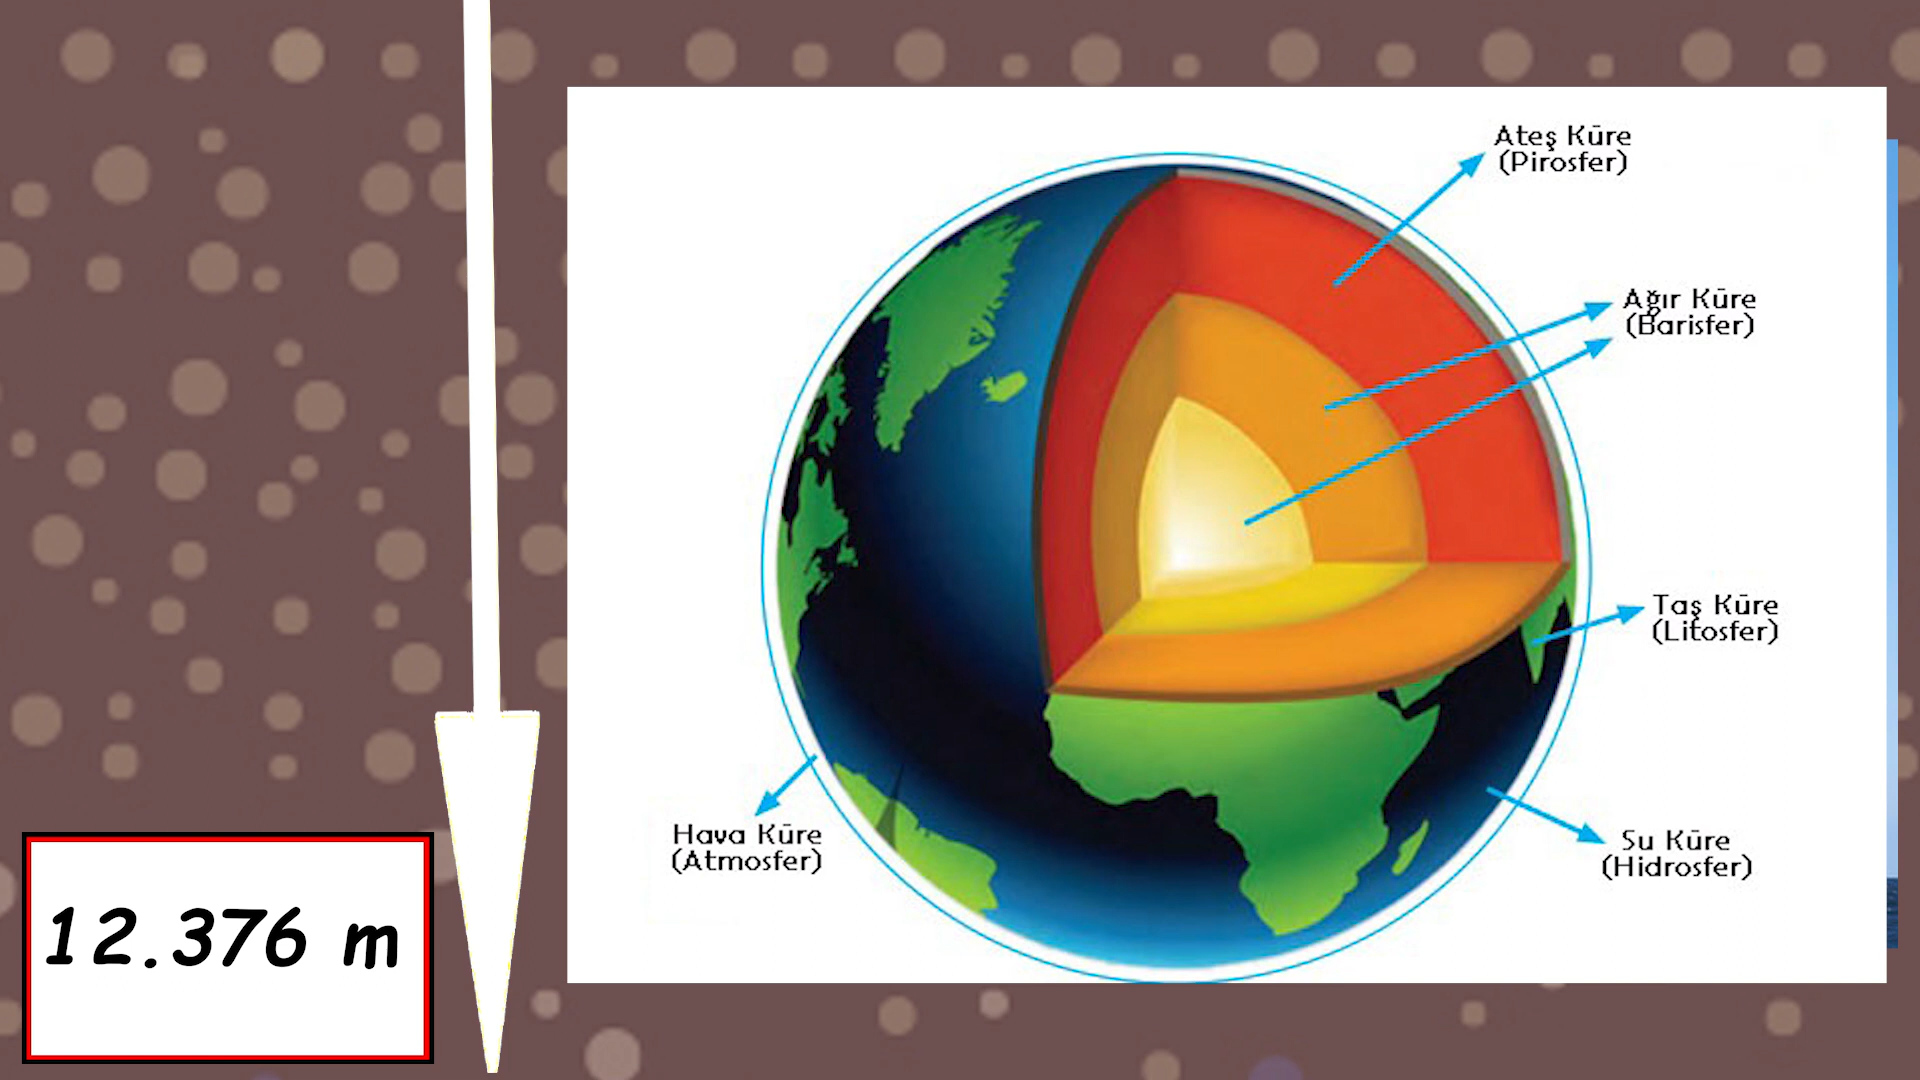 Ateş Küre
(Pirosfer)
Ağır Küre
(Barisfer)
Taş Küre
(Litosfer)
Hava Küre
(Atmosfer)
Su Küre
(Hidrosfer)
12.376 m